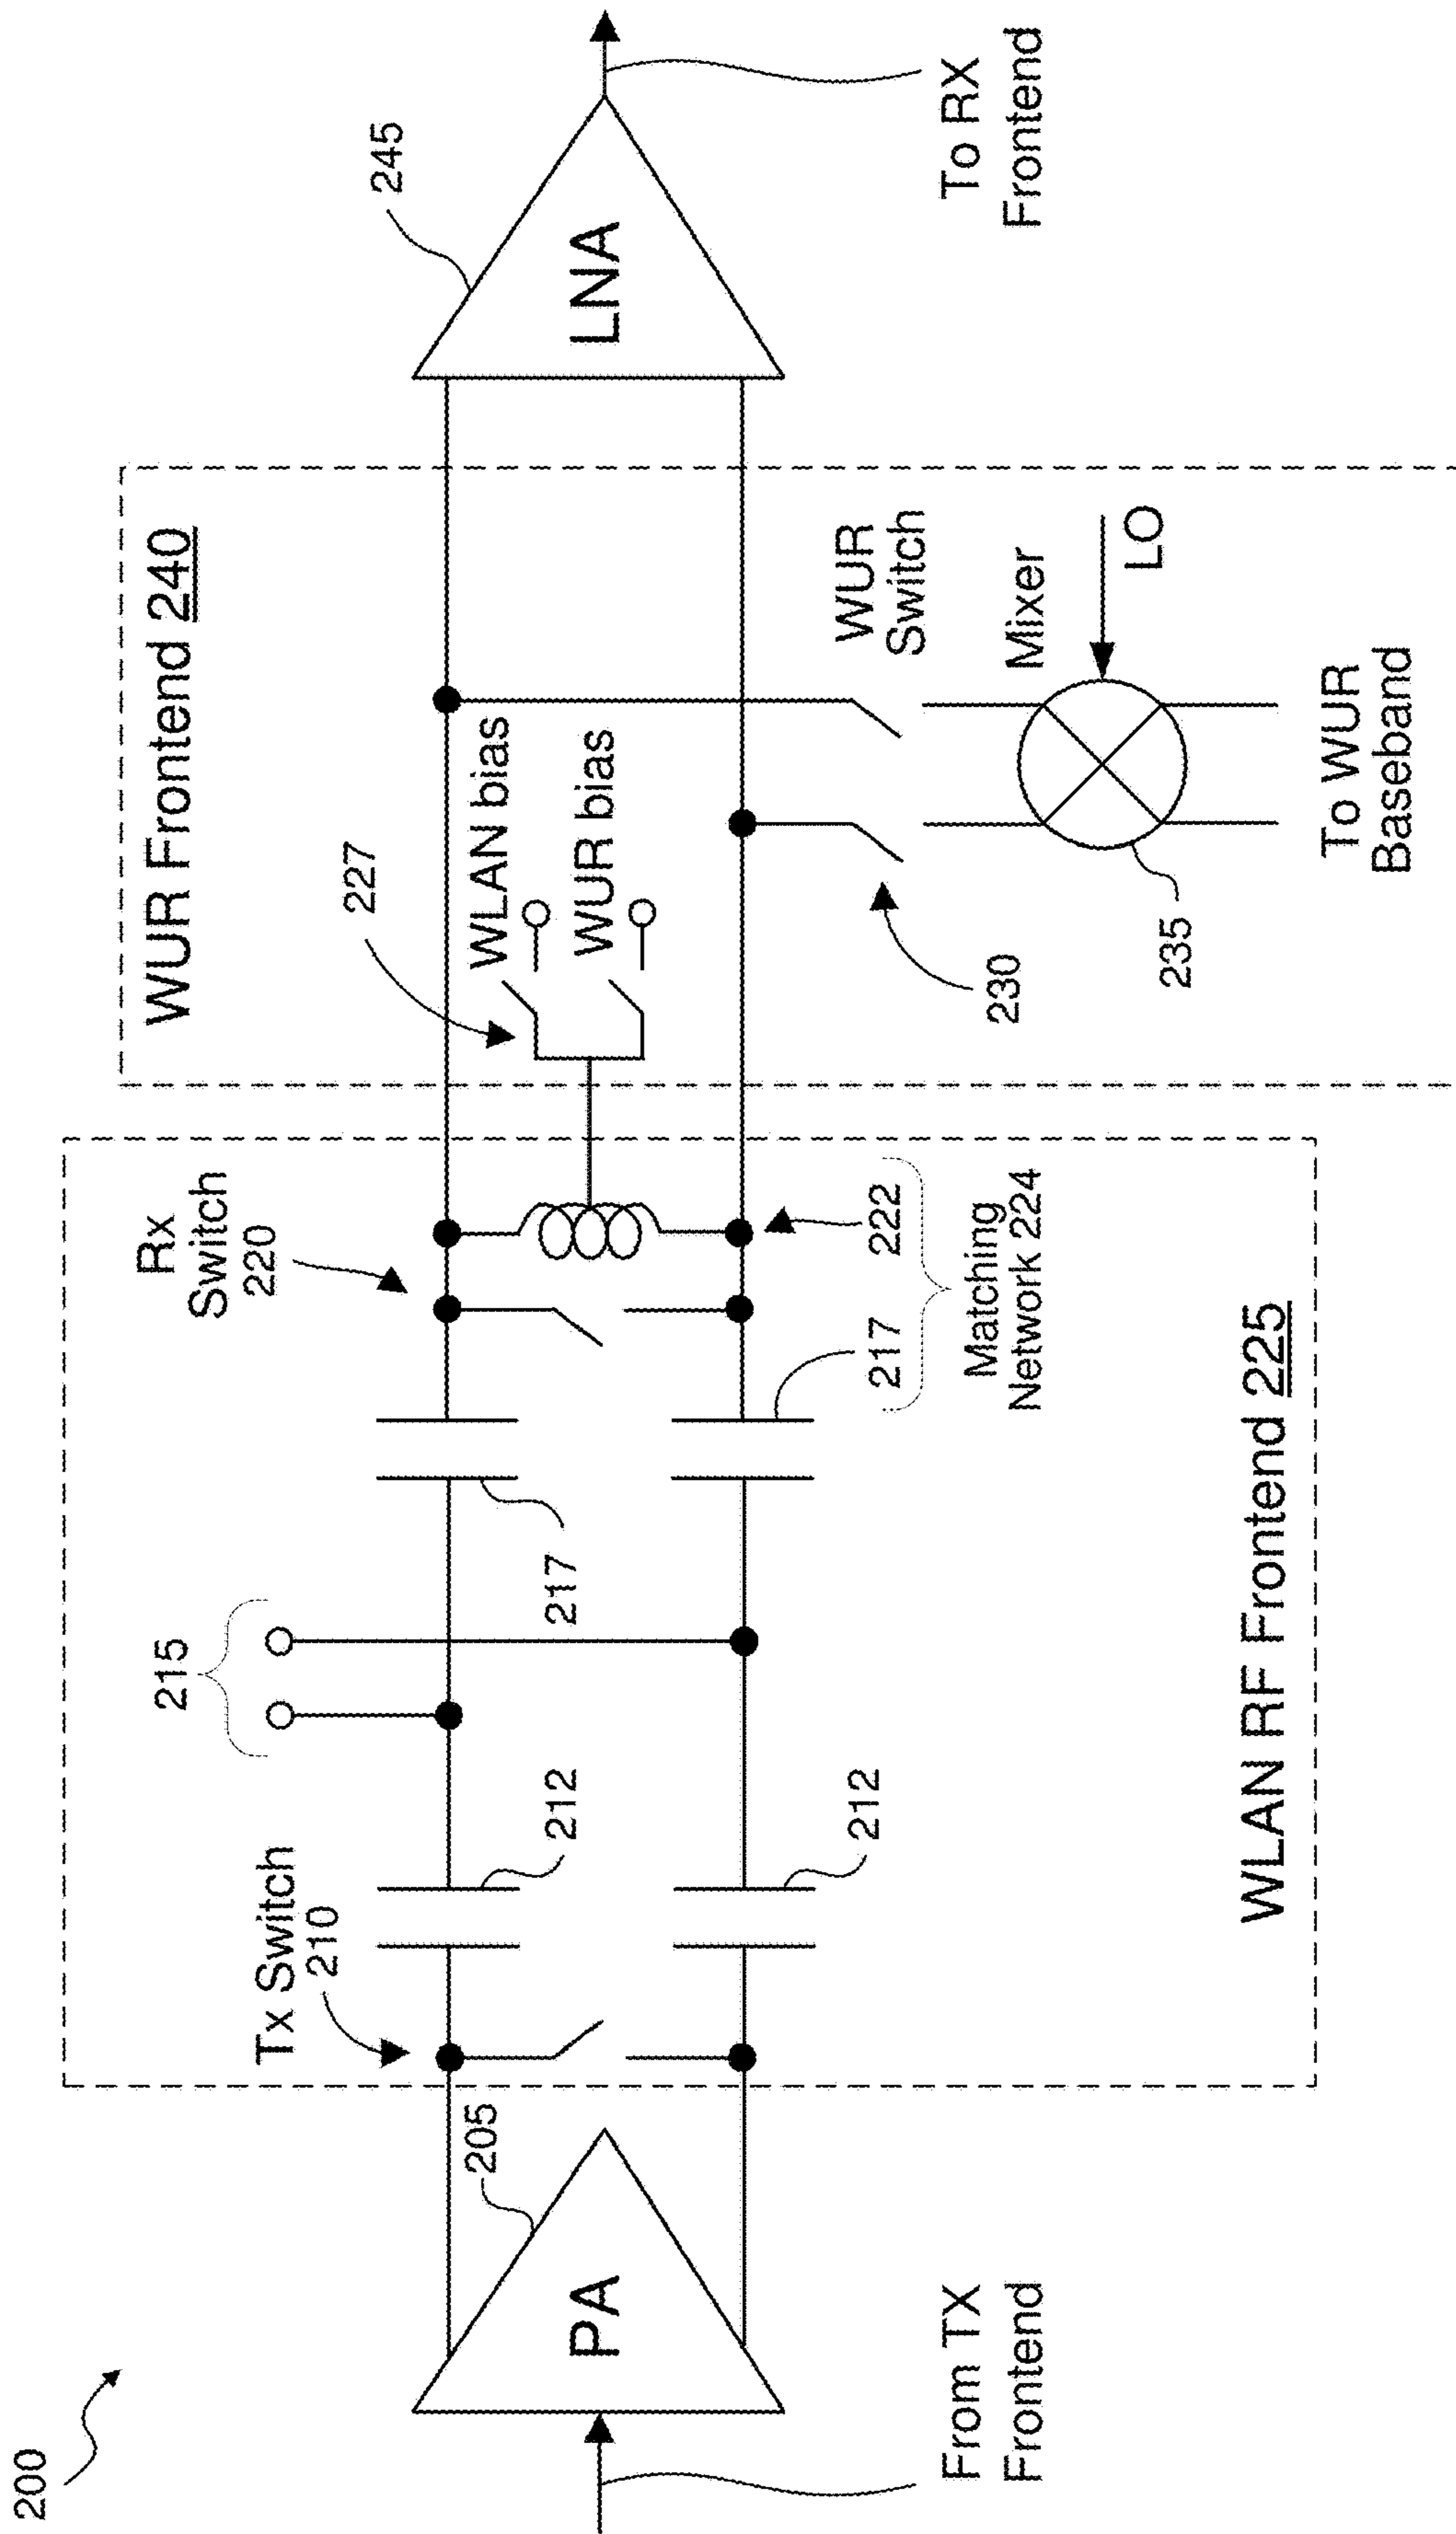 200
From TX
Frontend
PA
205
Tx Switch
210
212
212
215
217
217
Rx
Switch
220
222
Matching
Network 224
WLAN RF Frontend 225
WUR Frontend 240
227
WLAN bias
WUR bias
230
WUR
Switch
Mixer
LO
235
To WUR
Baseband
LNA
245
To RX
Frontend